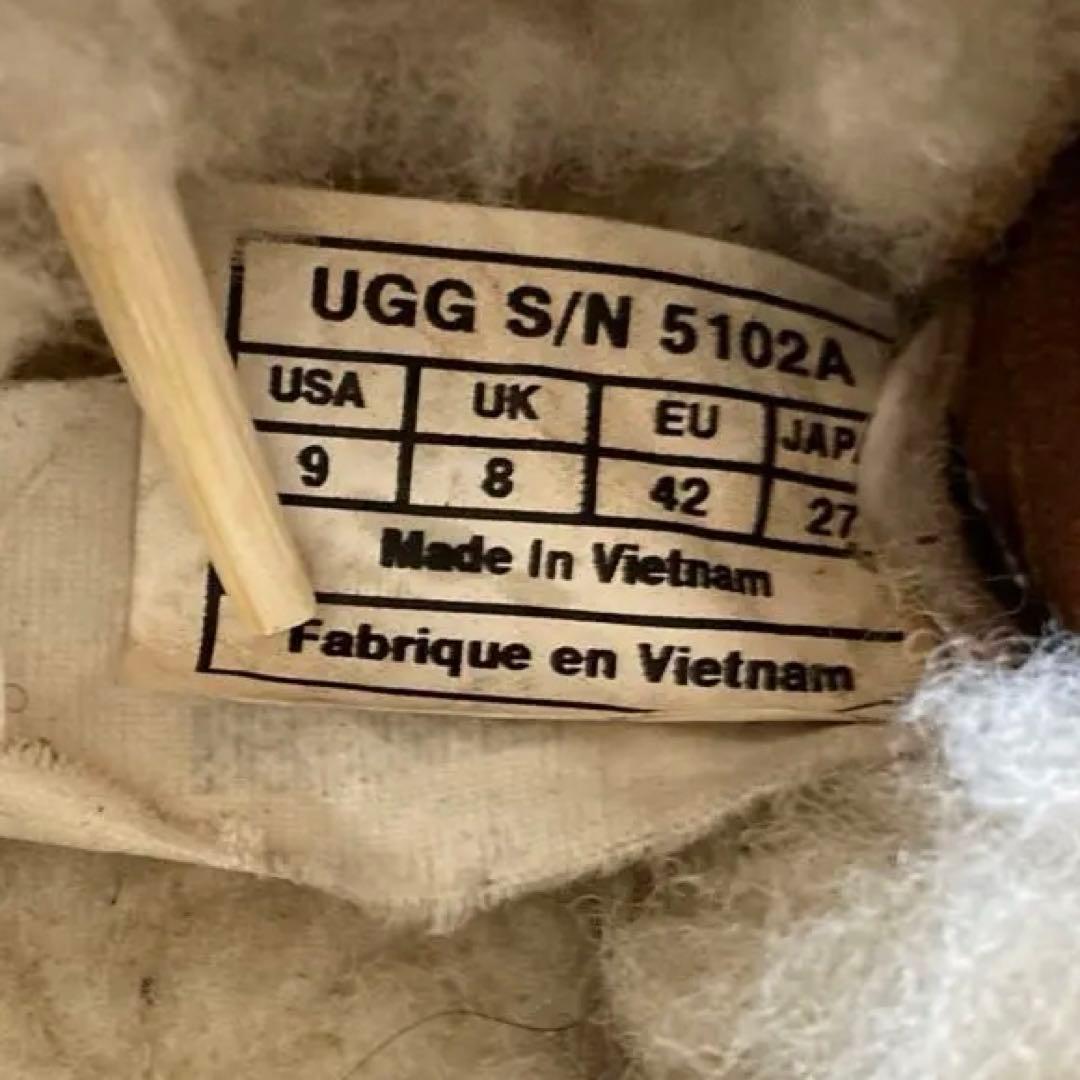 UGG S/N 5102A
USA UK EU
9 8 42 27
Made In Vietnam
Fabrique en Vietnam